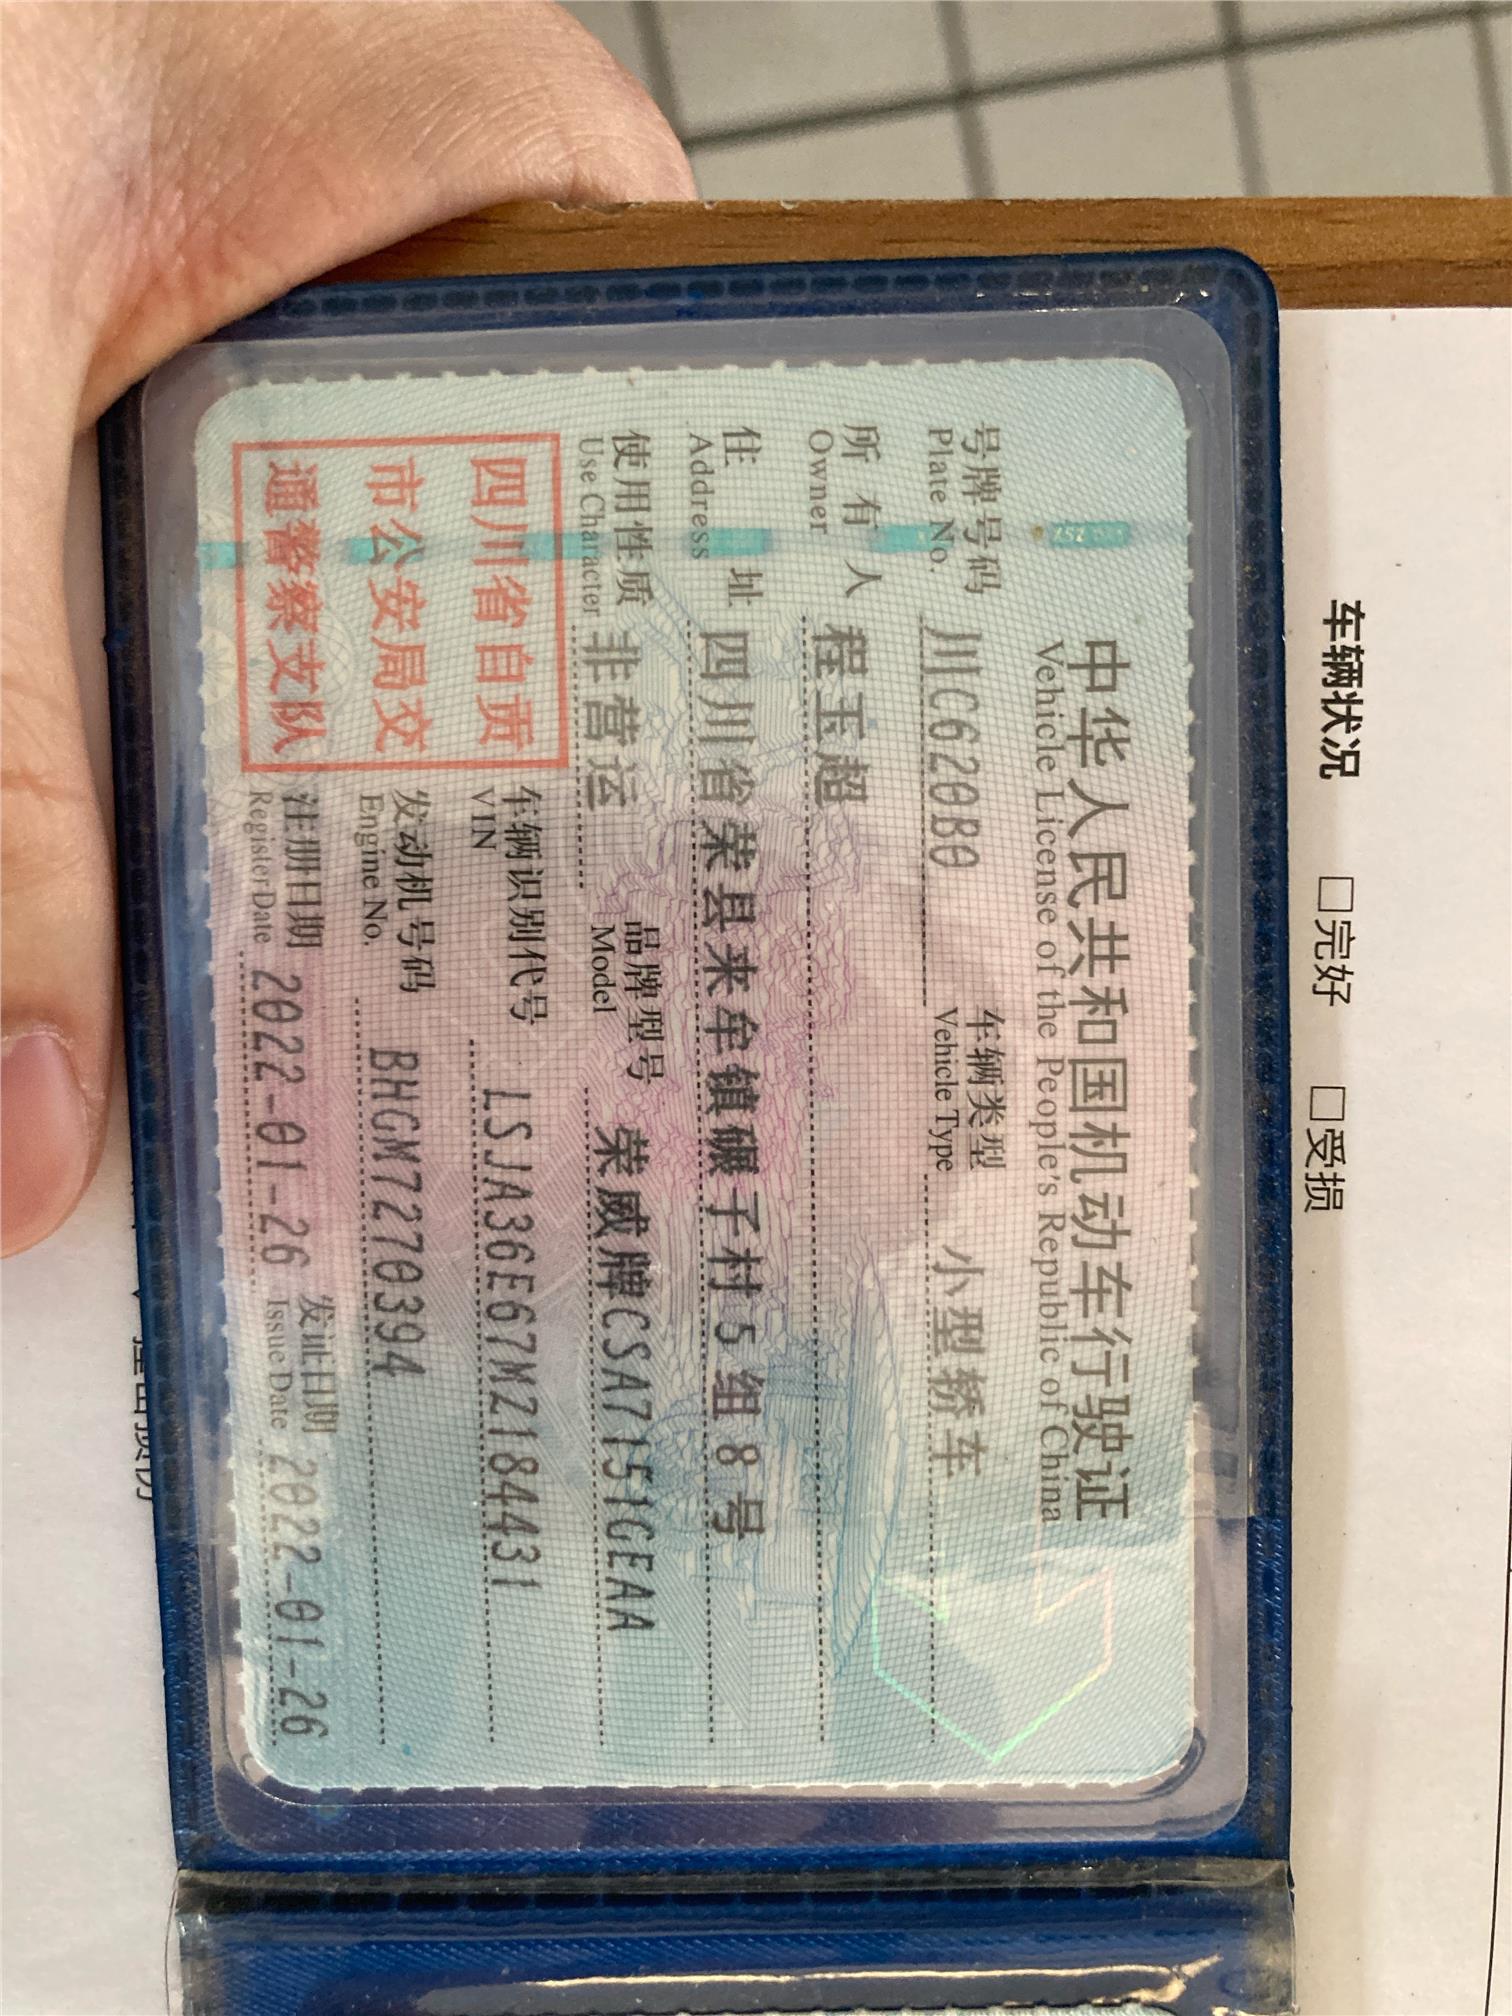 中华人民共和国机动车行驶证
Vehicle License of the People's Republic of China
号牌号码 川C620B0 车辆类型 小型轿车
Plate No. Vehicle Type
所有人 程玉超
Owner
住址 四川省荣县来牟镇碾子村5组8号
Address
使用性质 非营运 品牌型号 荣威牌CSA7151GEAA
Use Character Model
四川省自贡
市公安局交
通警察支队
车辆识别代号 LSJA36E67M2184431
VIN
发动机号码 BHGM7270394
Engine No.
注册日期 2022-01-26 发证日期 2022-01-26
Register Date Issue Date
车辆状况 □完好 □受损